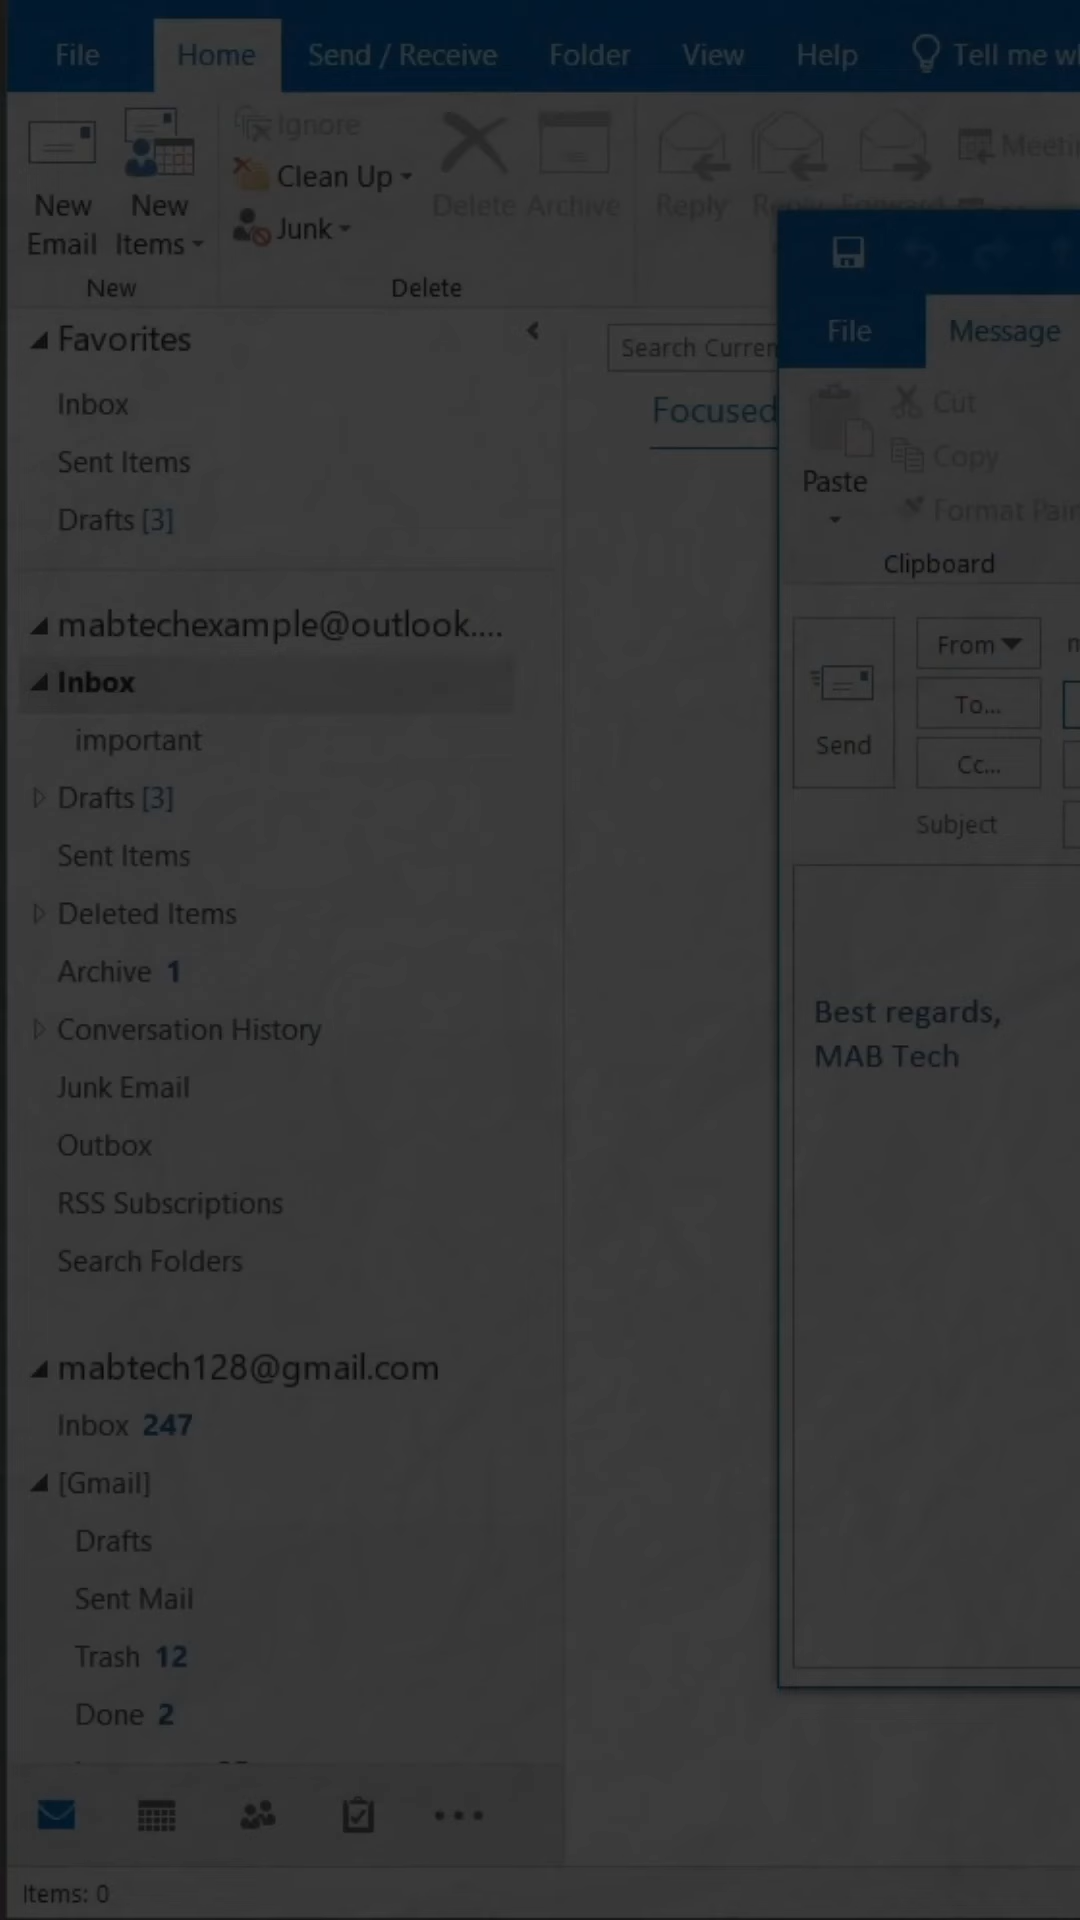 File Home Send / Receive Folder View Help Tell me
Ignore
Clean Up
Junk
New Email
New Items
Delete Archive
Reply Reply Forward
New
Delete
Favorites
Inbox
Sent Items
Drafts [3]
mabtechexample@outlook....
Inbox
important
Drafts [3]
Sent Items
Deleted Items
Archive 1
Conversation History
Junk Email
Outbox
RSS Subscriptions
Search Folders
mabtech128@gmail.com
Inbox 247
[Gmail]
Drafts
Sent Mail
Trash 12
Done 2
Items: 0
Search
Focused
File Message
Cut
Copy
Format
Paste
Clipboard
From
To...
Cc...
Send
Subject
Best regards,
MAB Tech